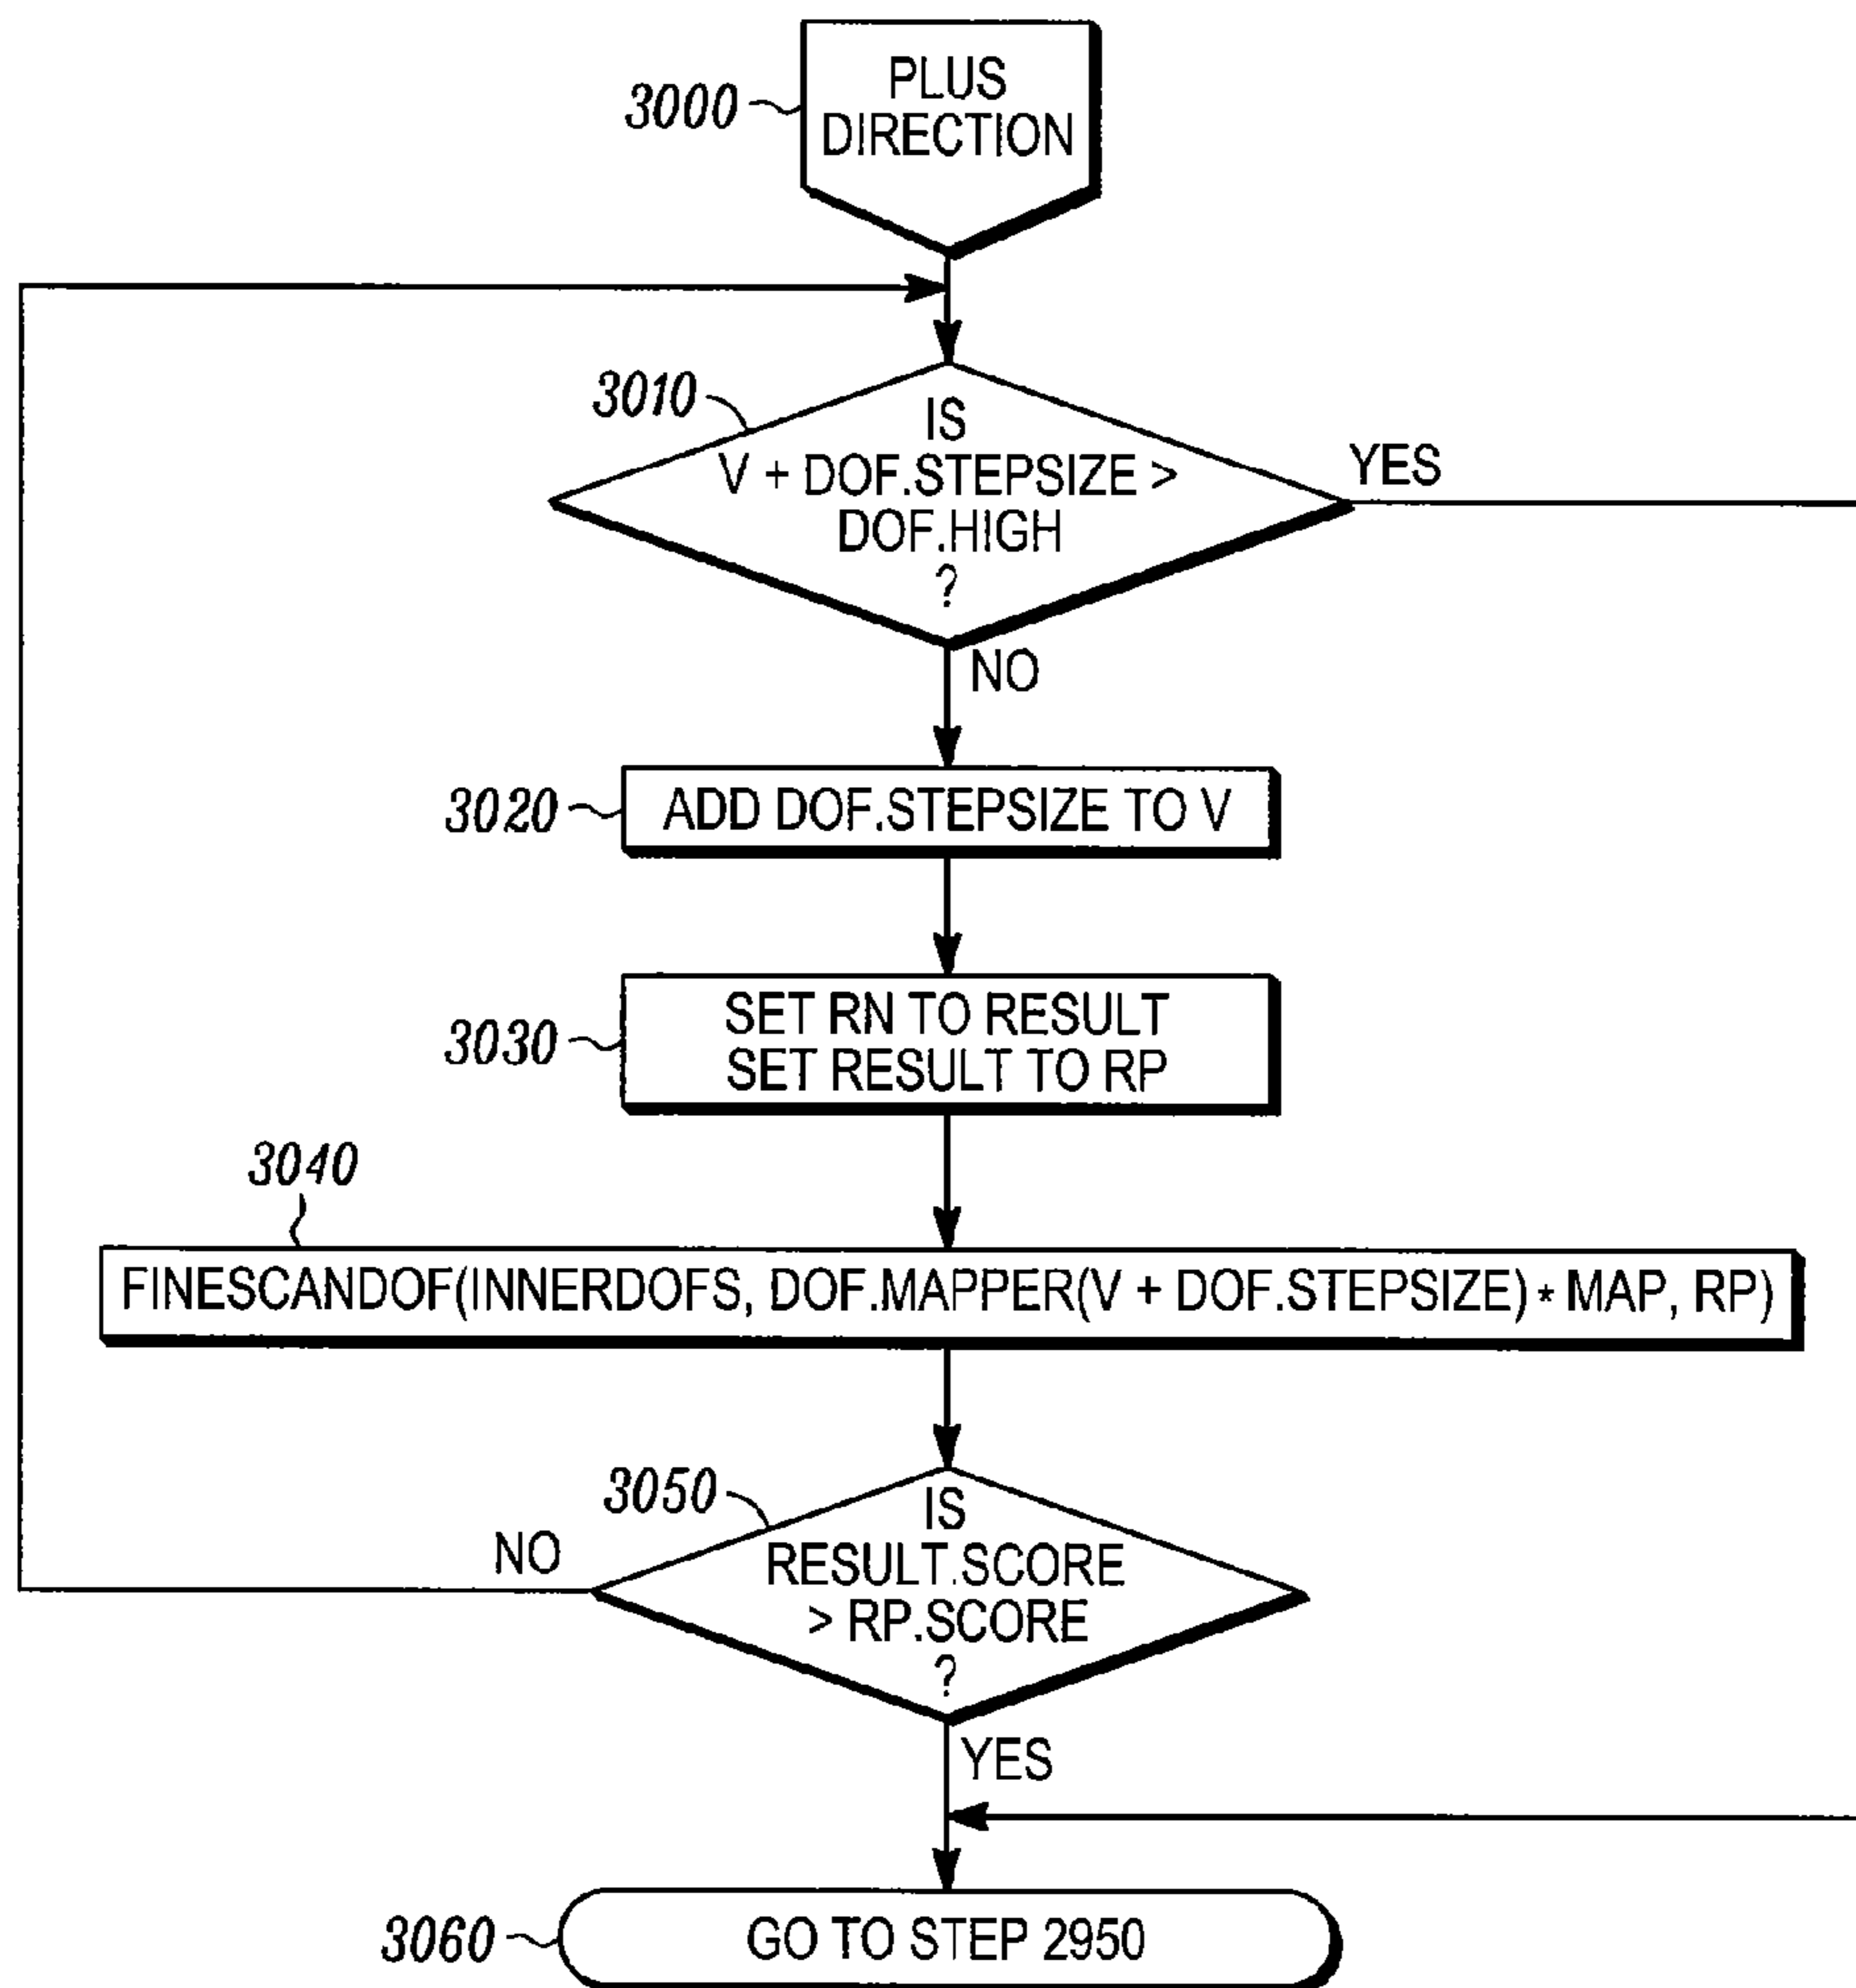 PLUS
DIRECTION
3000
3010
IS
V + DOF.STEPSIZE >
DOF.HIGH
?
YES
NO
3020
ADD DOF.STEPSIZE TO V
3030
SET RN TO RESULT
SET RESULT TO RP
3040
FINESCANDOF(INNERDOFS, DOF.MAPPER(V + DOF.STEPSIZE) * MAP, RP)
3050
IS
RESULT.SCORE
> RP.SCORE
?
NO
YES
3060
GO TO STEP 2950